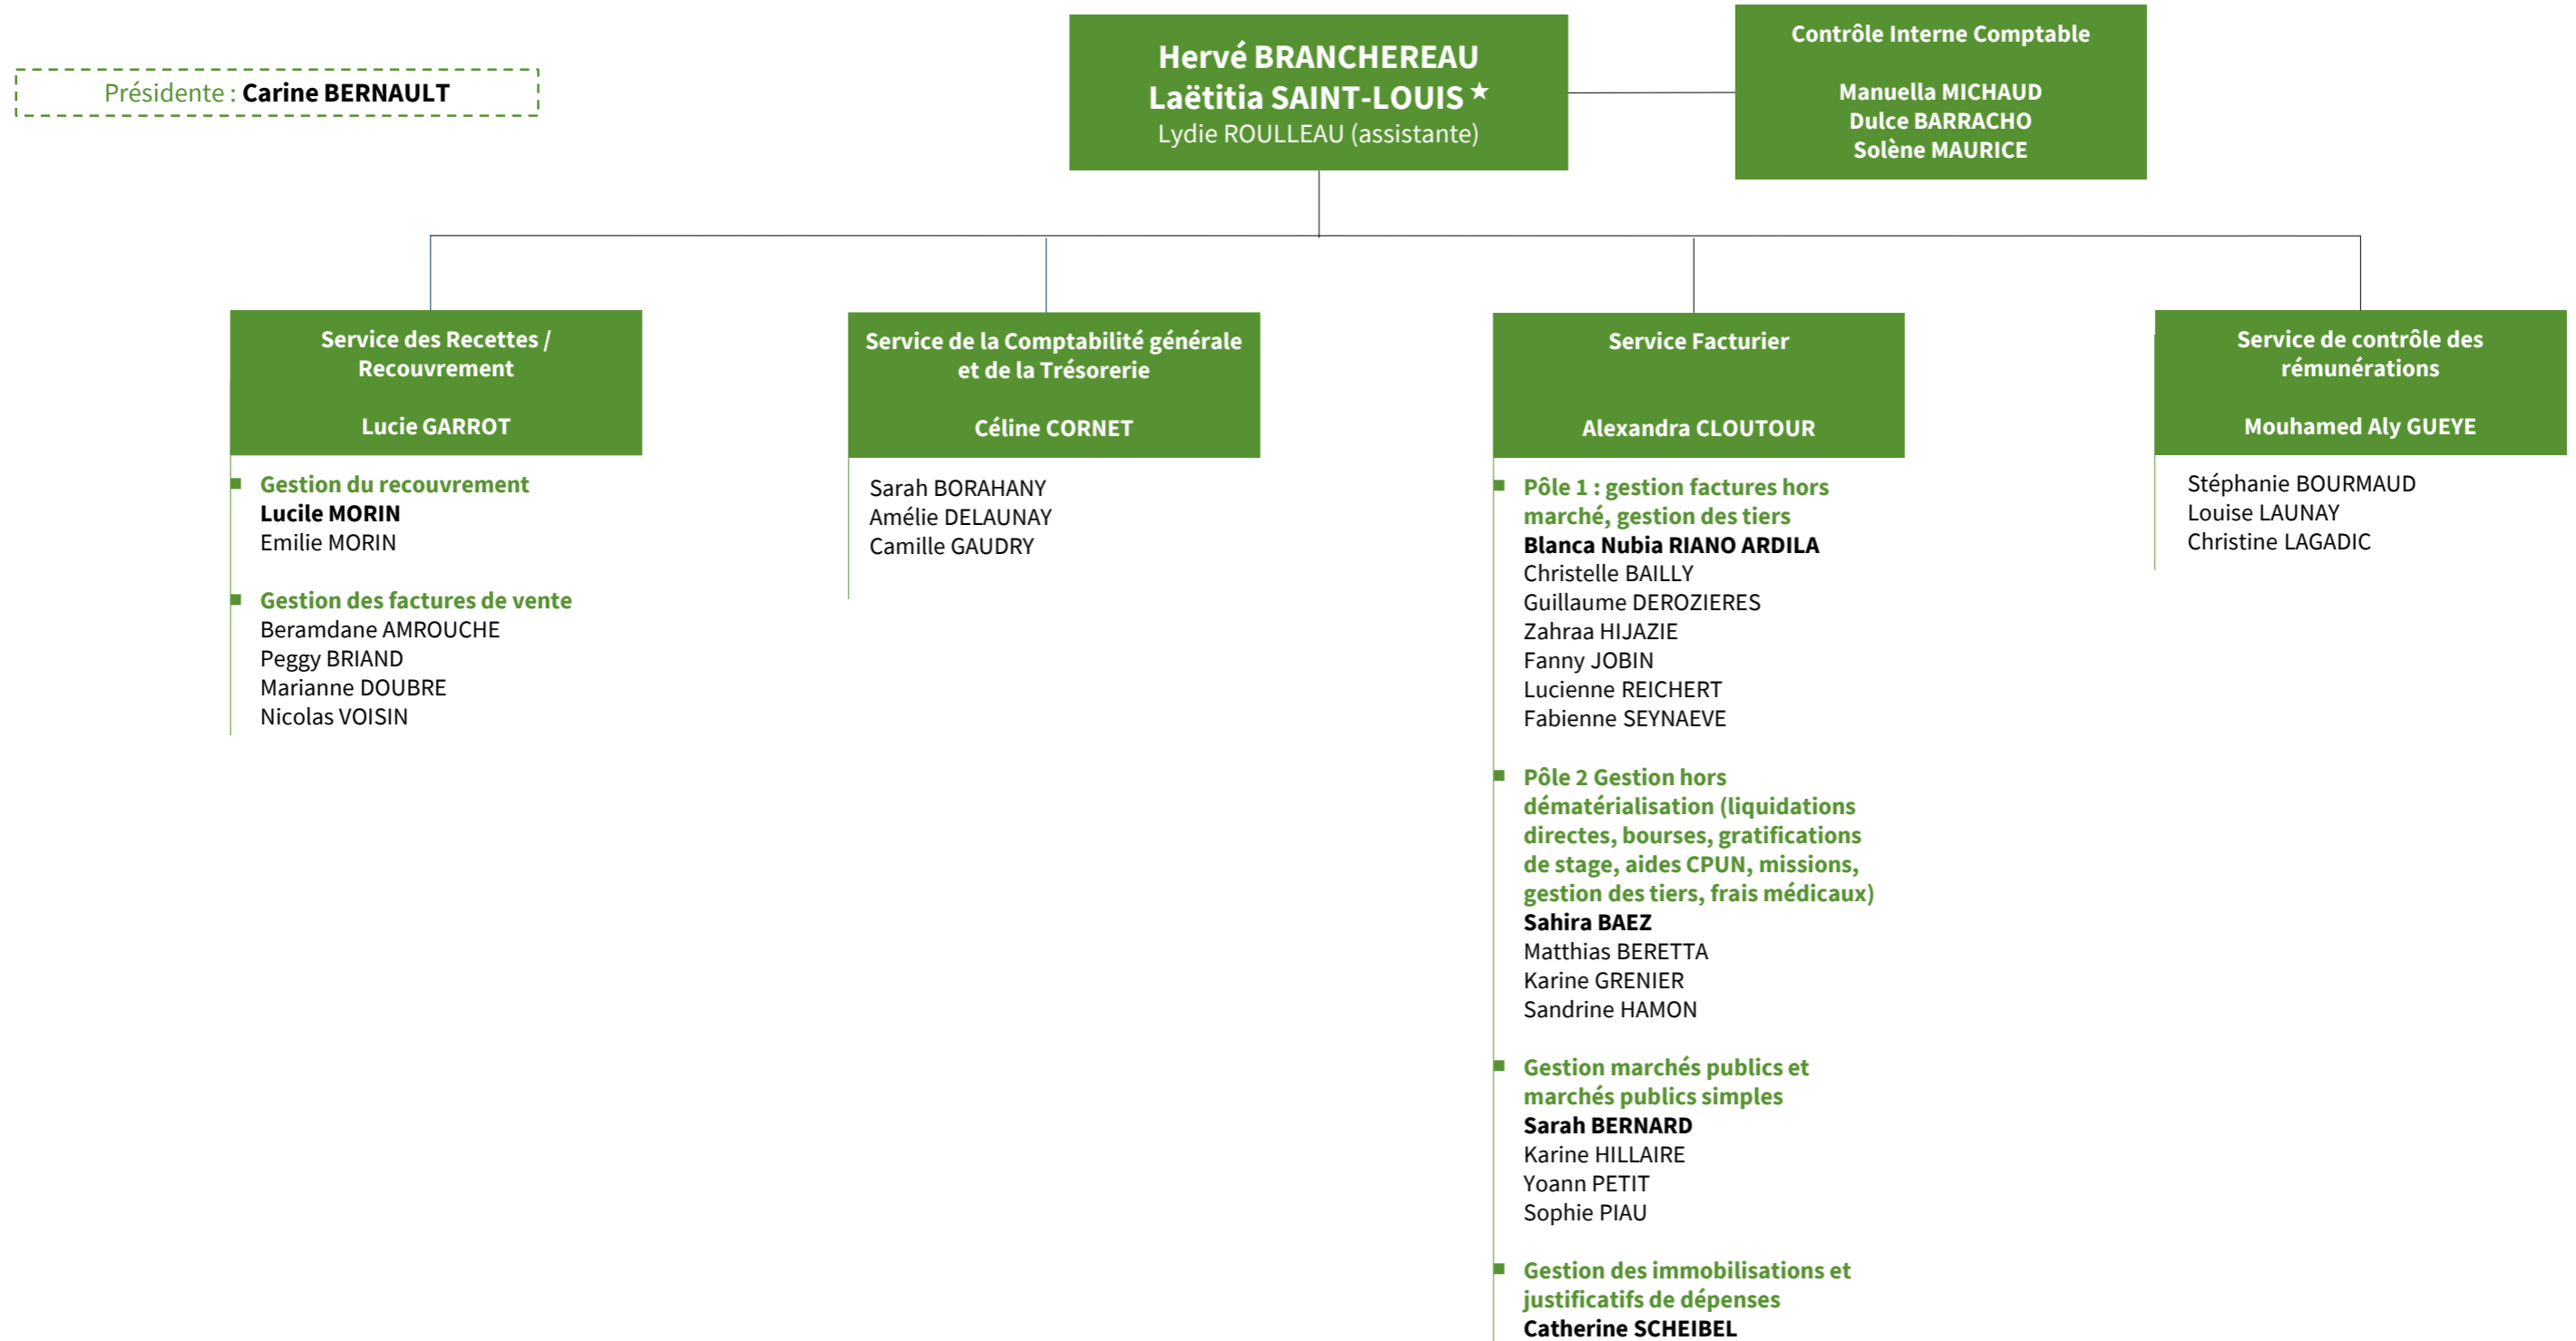 Présidente : Carine BERNAULT
Hervé BRANCHEREAU
Laëtitia SAINT-LOUIS ★
Lydie ROULLEAU (assistante)
Contrôle Interne Comptable
Manuella MICHAUD
Dulce BARRACHO
Solène MAURICE
Service des Recettes /
Recouvrement
Lucie GARROT
Gestion du recouvrement
Lucile MORIN
Emilie MORIN
Gestion des factures de vente
Beramdane AMROUCHE
Peggy BRIAND
Marianne DOUBRE
Nicolas VOISIN
Service de la Comptabilité générale
et de la Trésorerie
Céline CORNET
Sarah BORAHANY
Amélie DELAUNAY
Camille GAUDRY
Service Facturier
Alexandra CLOUTOUR
Pôle 1 : gestion factures hors
marché, gestion des tiers
Blanca Nubia RIANO ARDILA
Christelle BAILLY
Guillaume DEROZIERES
Zahraa HIJAZIE
Fanny JOBIN
Lucienne REICHERT
Fabienne SEYNAEVE
Pôle 2 Gestion hors
dématérialisation (liquidations
directes, bourses, gratifications
de stage, aides CPUN, missions,
gestion des tiers, frais médicaux)
Sahira BAEZ
Matthias BERETTA
Karine GRENIER
Sandrine HAMON
Gestion marchés publics et
marchés publics simples
Sarah BERNARD
Karine HILLAIRE
Yoann PETIT
Sophie PIAU
Gestion des immobilisations et
justificatifs de dépenses
Catherine SCHEIBEL
Service de contrôle des
rémunérations
Mouhamed Aly GUEYE
Stéphanie BOURMAUD
Louise LAUNAY
Christine LAGADIC